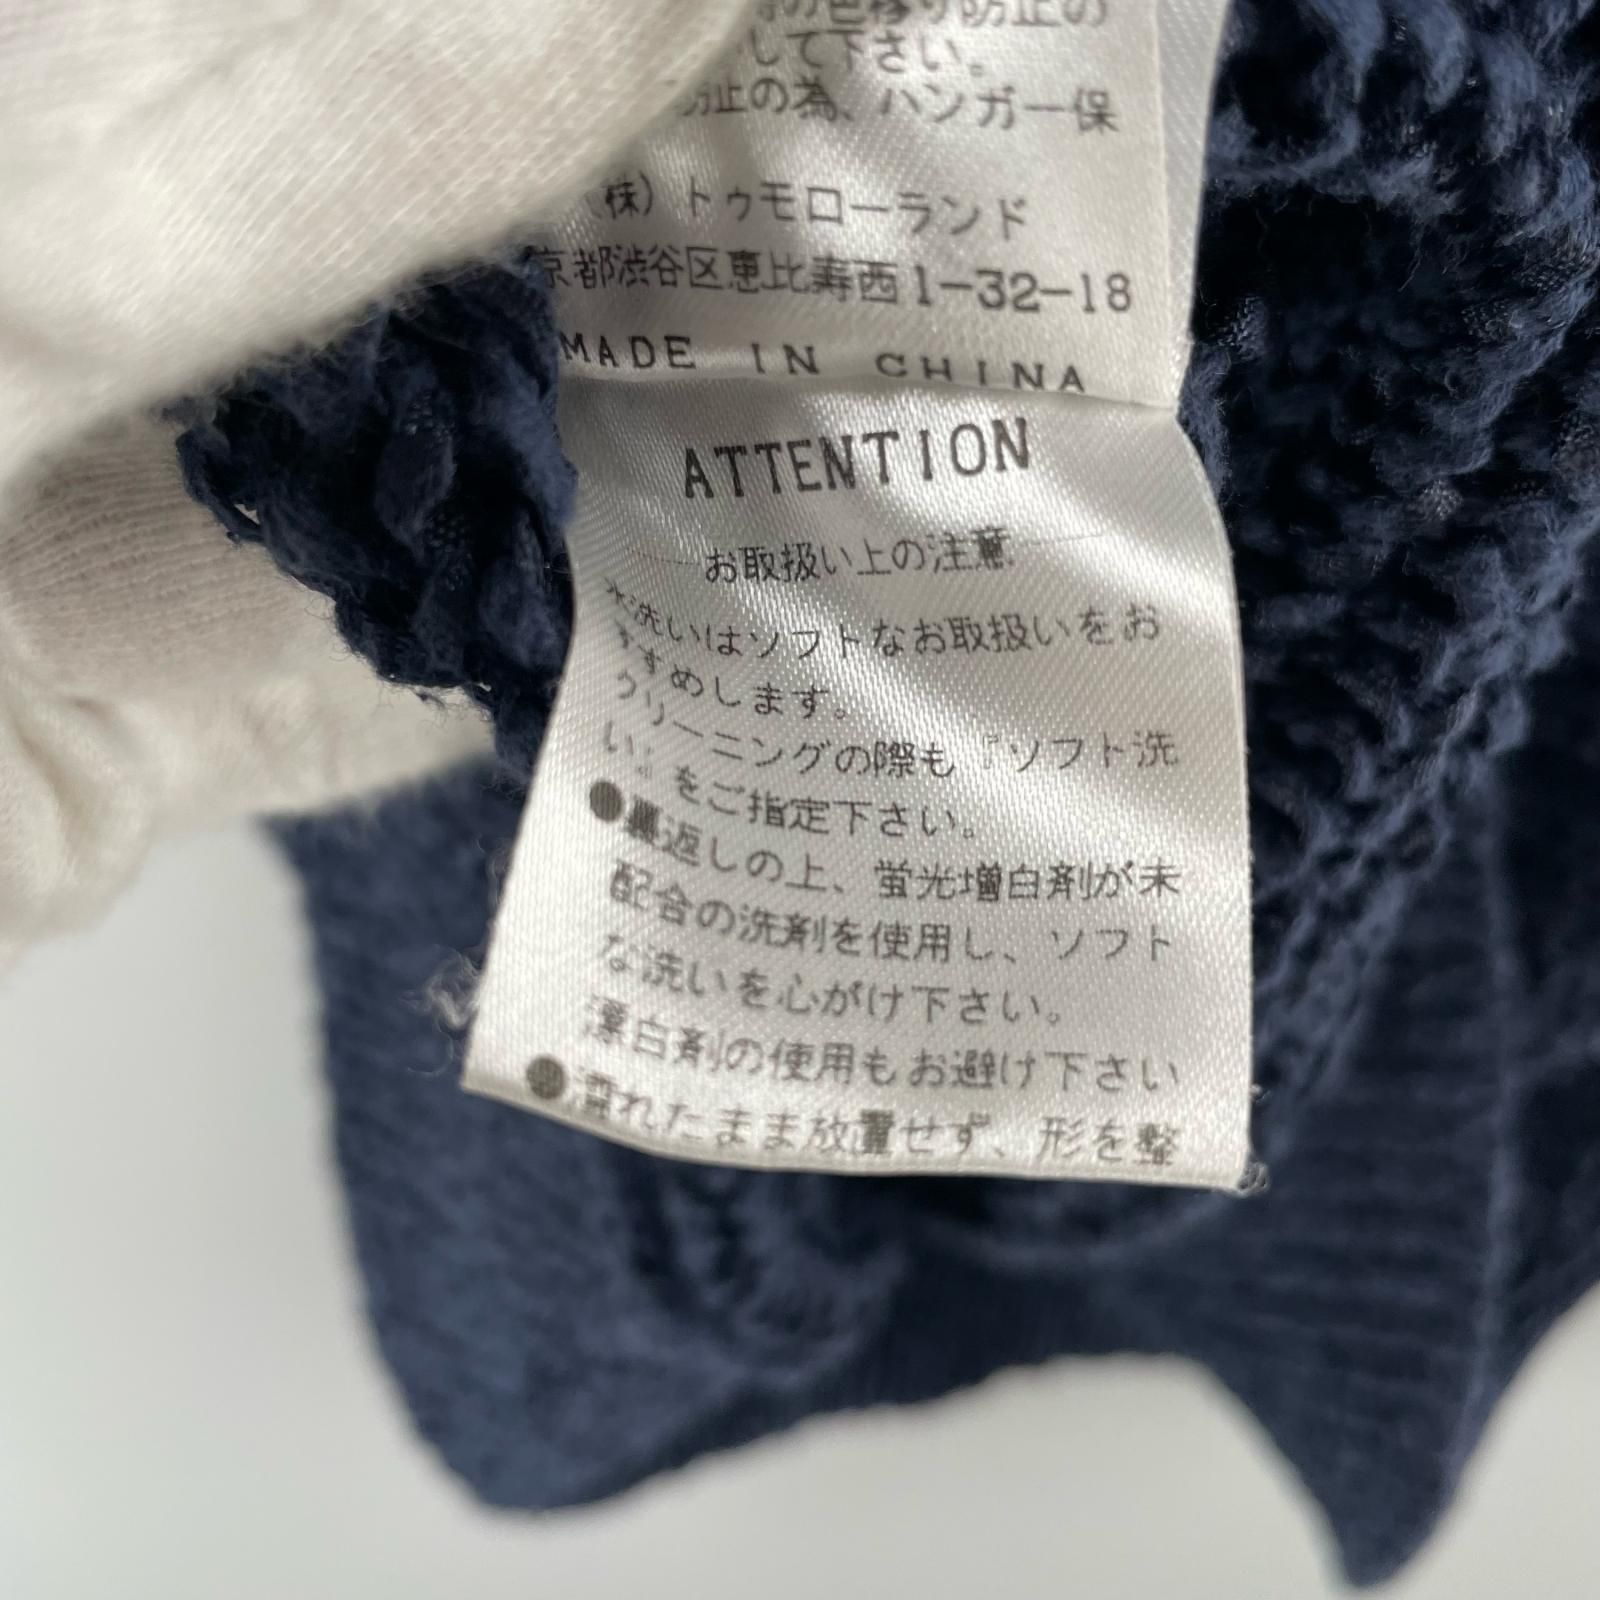 の色移り防止の
して下さい。
防止の為、ハンガー保
(株)トゥモローランド
京都渋谷区恵比寿西1-32-18
MADE IN CHINA
ATTENTION
お取扱い上の注意
水洗いはソフトなお取扱いをお
すすめします。
クリーニングの際も『ソフト洗
い』をご指定下さい。
●裏返しの上、蛍光増白剤が未
配合の洗剤を使用し、ソフト
な洗いを心がけ下さい。
漂白剤の使用もお避け下さい
●濡れたまま放置せず、形を整